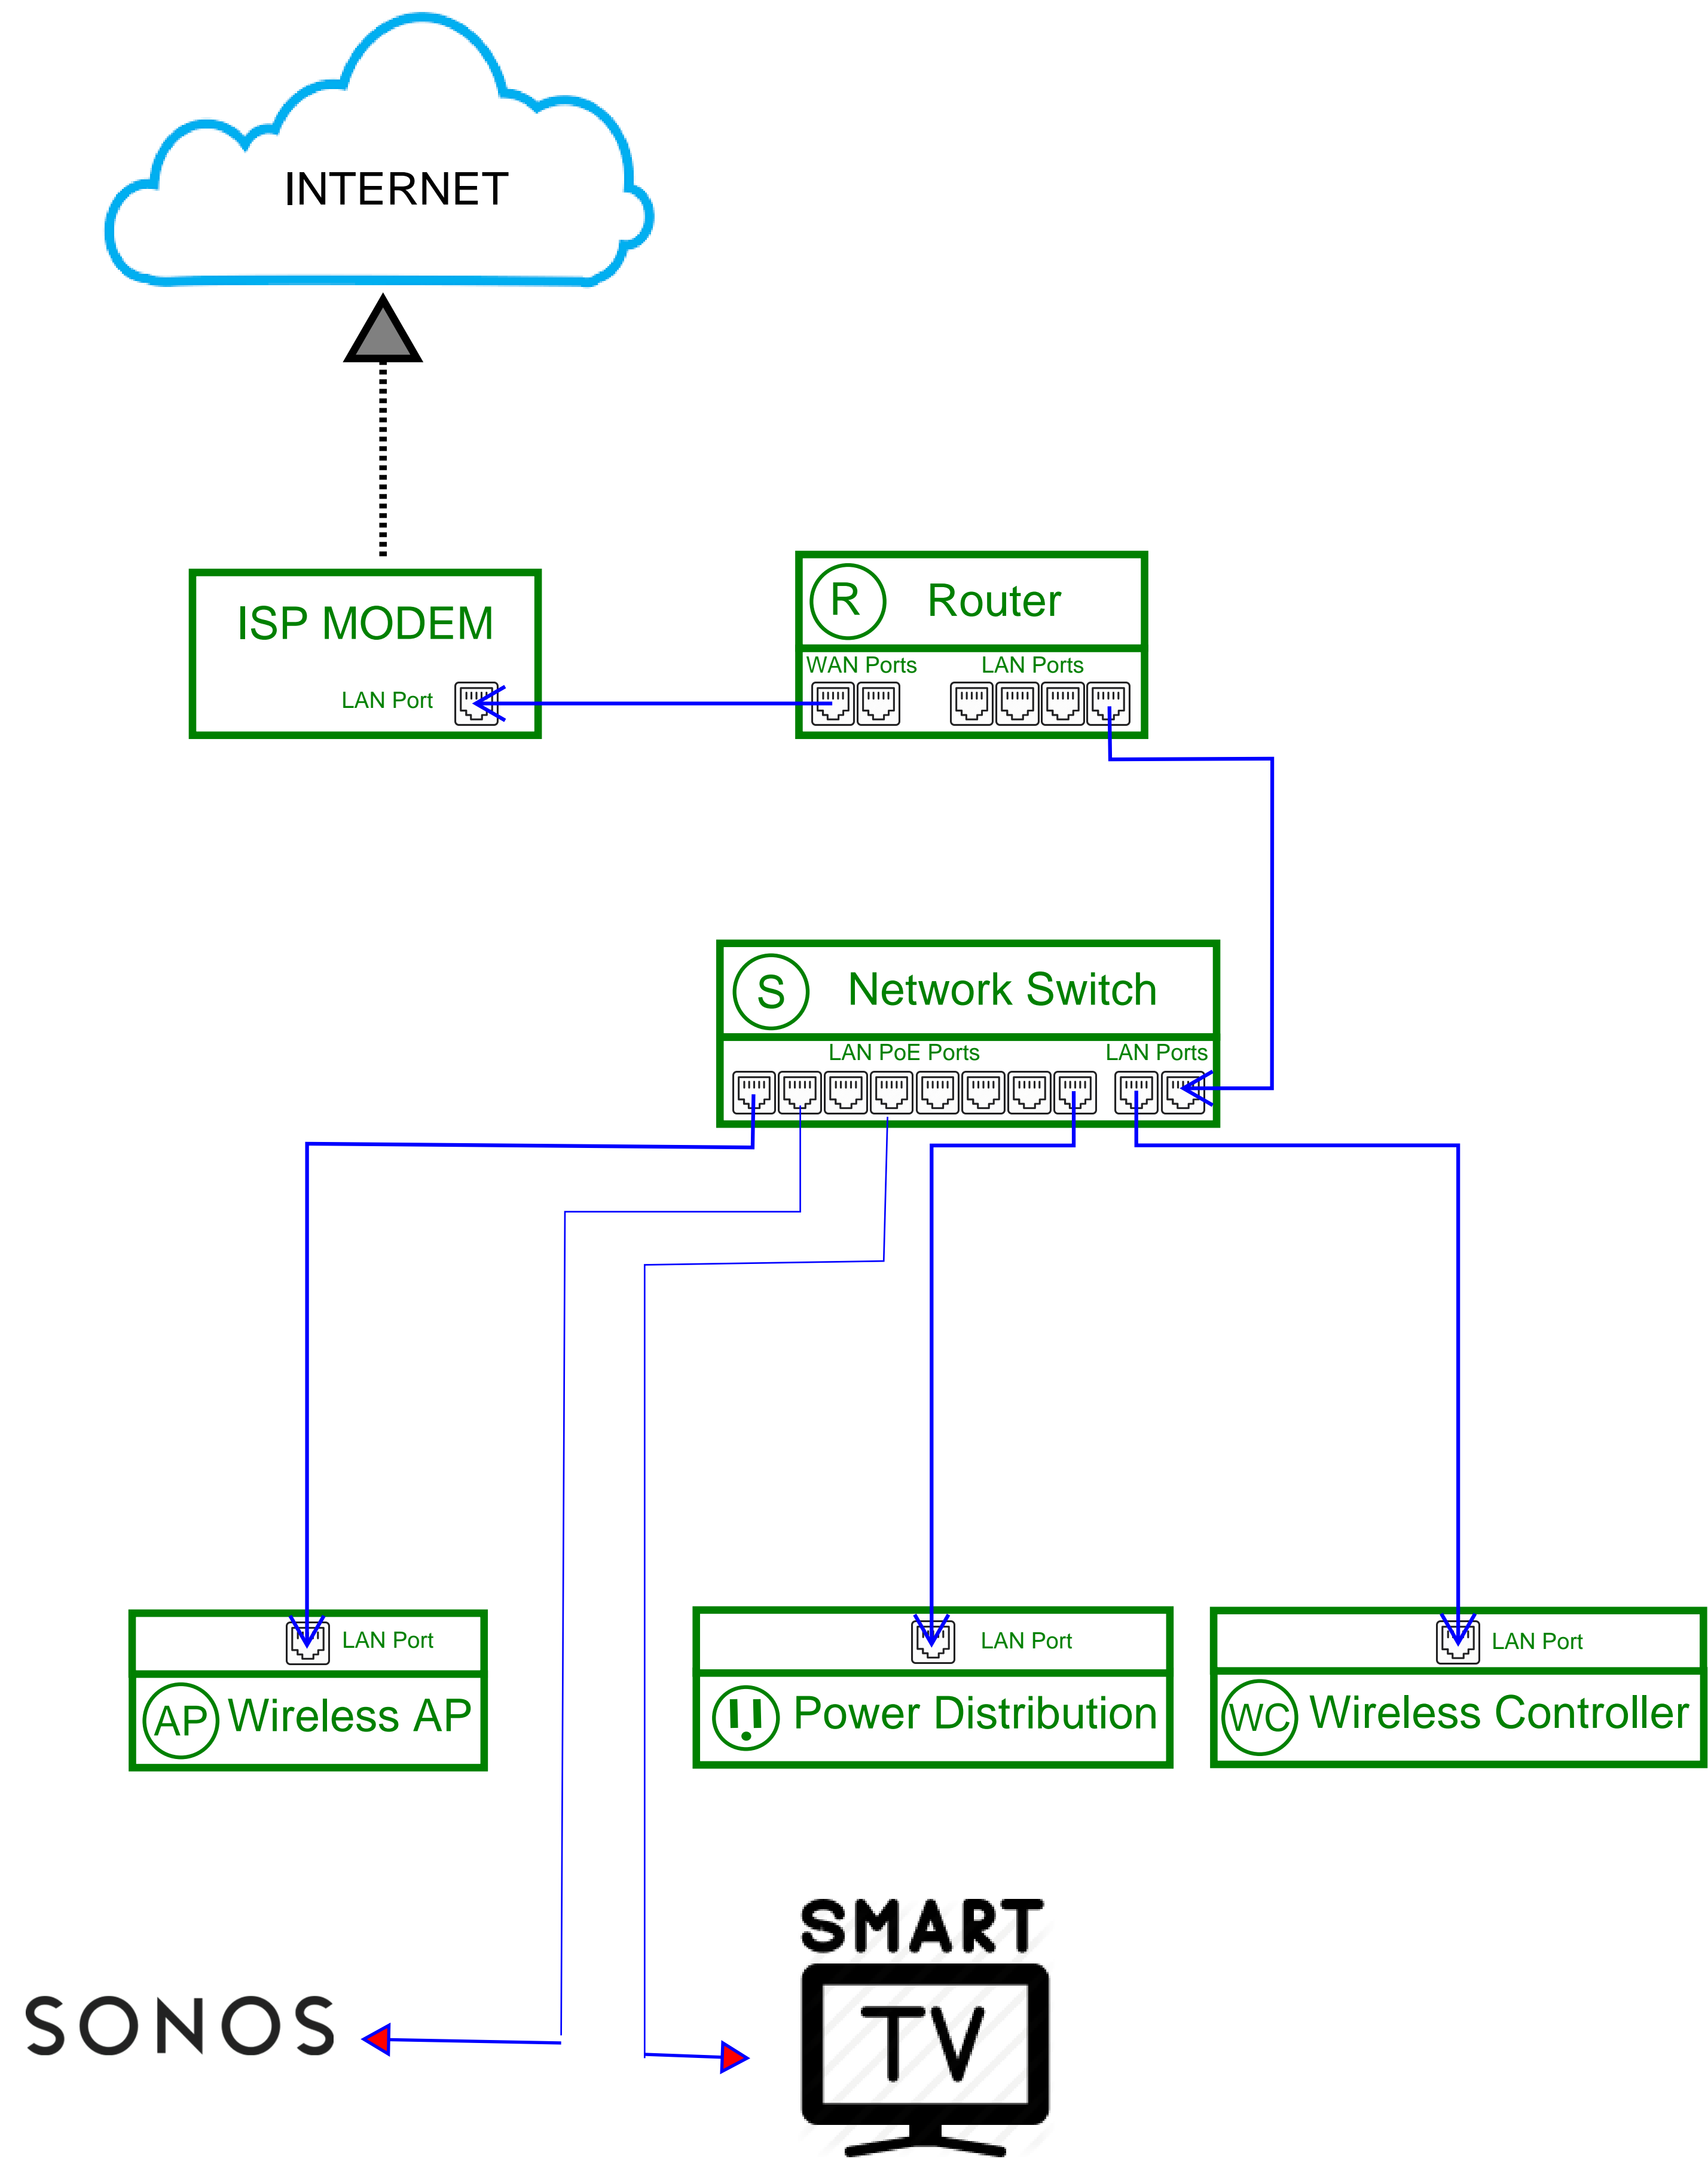 INTERNET
ISP MODEM
LAN Port
R
Router
WAN Ports
LAN Ports
S
Network Switch
LAN PoE Ports
LAN Ports
LAN Port
AP
Wireless AP
LAN Port
!!
Power Distribution
LAN Port
WC
Wireless Controller
SONOS
SMART
TV